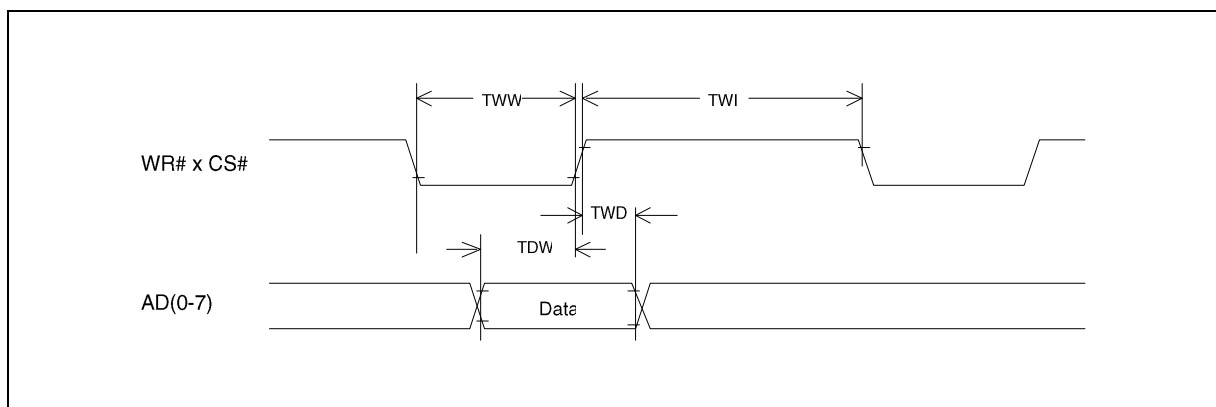 TWW
TWI
WR# x CS#
TWD
TDW
AD(0-7)
Data